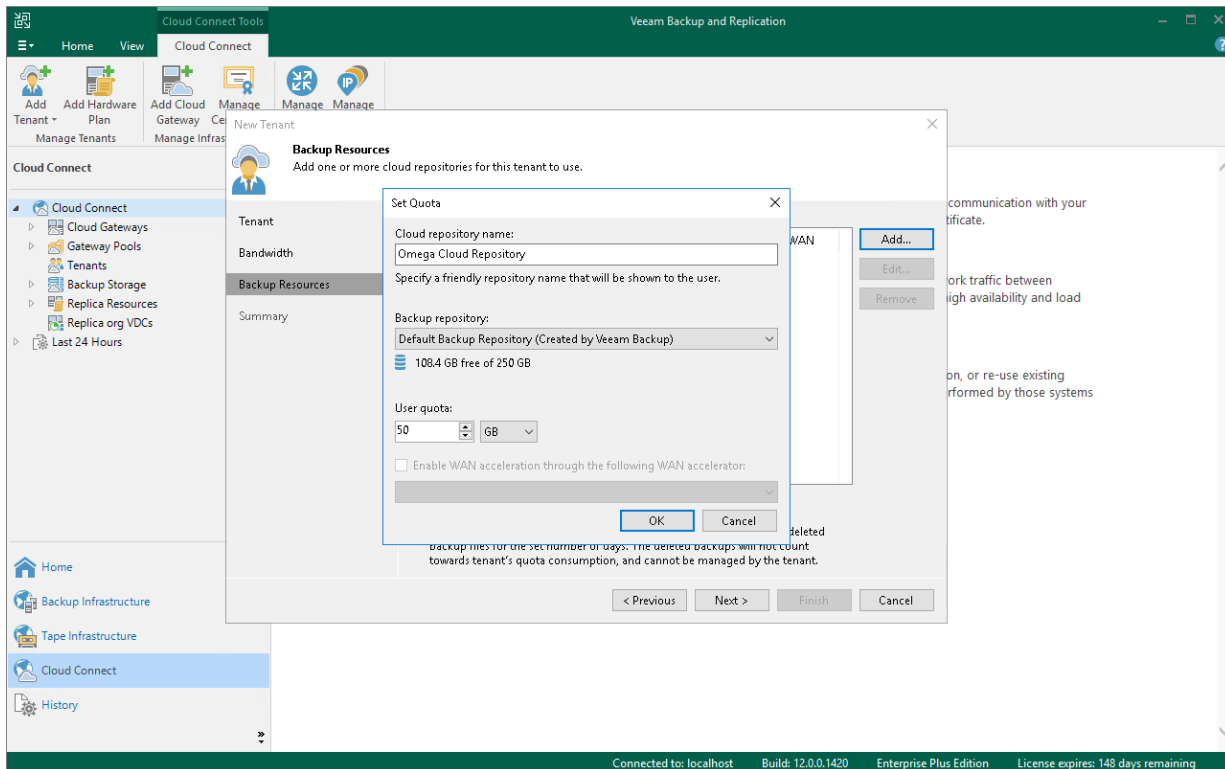 Cloud Connect Tools
Veeam Backup and Replication
Home View Cloud Connect
Add Tenant
Add Hardware Plan
Add Cloud Gateway
Manage
Manage
Manage
Manage Tenants
Manage Infras
Cloud Connect
Cloud Connect
Cloud Gateways
Gateway Pools
Tenants
Backup Storage
Replica Resources
Replica org VDCs
Last 24 Hours
Home
Backup Infrastructure
Tape Infrastructure
Cloud Connect
History
New Tenant
Backup Resources
Add one or more cloud repositories for this tenant to use.
Tenant
Bandwidth
Backup Resources
Summary
WAN
Add...
Edit...
Remove
Set Quota
Cloud repository name:
Omega Cloud Repository
Specify a friendly repository name that will be shown to the user.
Backup repository:
Default Backup Repository (Created by Veeam Backup)
108.4 GB free of 250 GB
User quota:
50 GB
Enable WAN acceleration through the following WAN accelerator:
OK Cancel
deleted
backup files for the set number of days. The deleted backups will not count
towards tenant's quota consumption, and cannot be managed by the tenant.
< Previous Next > Finish Cancel
communication with your
tificate.
ork traffic between
igh availability and load
on, or re-use existing
rformed by those systems
Connected to: localhost Build: 12.0.0.1420 Enterprise Plus Edition License expires: 148 days remaining